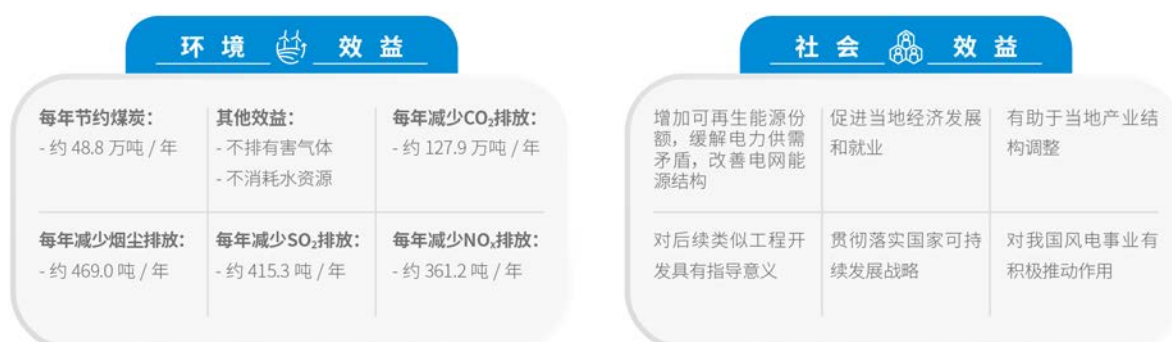 环境 效益
每年节约煤炭：
- 约 48.8 万吨 / 年
其他效益：
- 不排有害气体
- 不消耗水资源
每年减少CO₂排放：
- 约 127.9 万吨 / 年
每年减少烟尘排放：
- 约 469.0 吨 / 年
每年减少SO₂排放：
- 约 415.3 吨 / 年
每年减少NOₓ排放：
- 约 361.2 吨 / 年
社会 效益
增加可再生能源份
额，缓解电力供需
矛盾，改善电网能
源结构
促进当地经济发展
和就业
有助于当地产业结
构调整
对后续类似工程开
发具有指导意义
贯彻落实国家可持
续发展战略
对我国风电事业有
积极推动作用